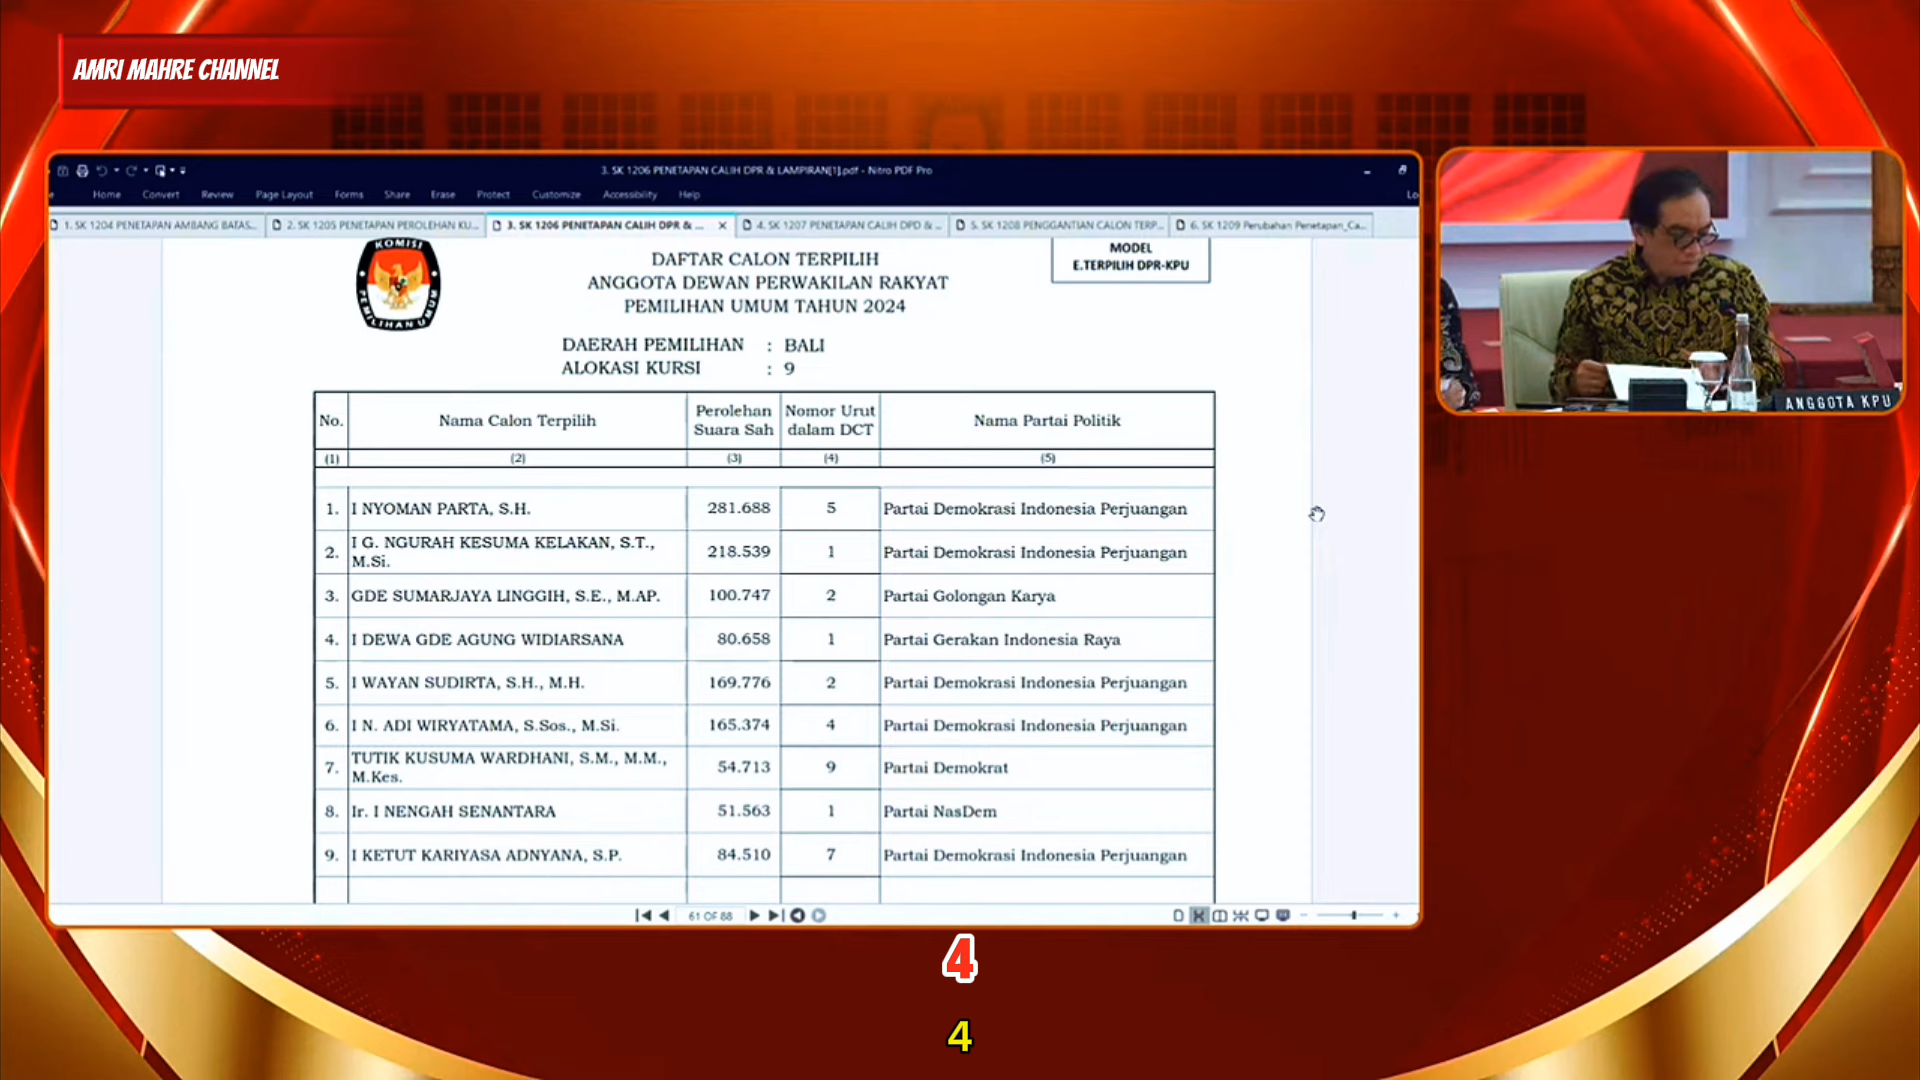 AMRI MAHRE CHANNEL
3. SK 1206 PENETAPAN CALIH DPR & LAMPIRAN[1].pdf - Nitro PDF Pro
Home Convert Review Page Layout Forms Share Erase Protect Customize Accessibility Help Lo
1. SK 1204 PENETAPAN AMBANG BATAS... 2. SK 1205 PENETAPAN PEROLEHAN KU... 3. SK 1206 PENETAPAN CALIH DPR & ... 4. SK 1207 PENETAPAN CALIH DPD & ... 5. SK 1208 PENGGANTIAN CALON TERP... 6. SK 1209 Perubahan Penetapan_Ca...
KOMISI
PEMILIHAN UMUM
DAFTAR CALON TERPILIH
ANGGOTA DEWAN PERWAKILAN RAKYAT
PEMILIHAN UMUM TAHUN 2024
MODEL
E.TERPILIH DPR-KPU
DAERAH PEMILIHAN : BALI
ALOKASI KURSI : 9
No. Nama Calon Terpilih Perolehan Suara Sah Nomor Urut dalam DCT Nama Partai Politik
(1) (2) (3) (4) (5)
1. I NYOMAN PARTA, S.H. 281.688 5 Partai Demokrasi Indonesia Perjuangan
2. I G. NGURAH KESUMA KELAKAN, S.T., M.Si. 218.539 1 Partai Demokrasi Indonesia Perjuangan
3. GDE SUMARJAYA LINGGIH, S.E., M.AP. 100.747 2 Partai Golongan Karya
4. I DEWA GDE AGUNG WIDIARSANA 80.658 1 Partai Gerakan Indonesia Raya
5. I WAYAN SUDIRTA, S.H., M.H. 169.776 2 Partai Demokrasi Indonesia Perjuangan
6. I N. ADI WIRYATAMA, S.Sos., M.Si. 165.374 4 Partai Demokrasi Indonesia Perjuangan
7. TUTIK KUSUMA WARDHANI, S.M., M.M., M.Kes. 54.713 9 Partai Demokrat
8. Ir. I NENGAH SENANTARA 51.563 1 Partai NasDem
9. I KETUT KARIYASA ADNYANA, S.P. 84.510 7 Partai Demokrasi Indonesia Perjuangan
61 OF 88
ANGGOTA KPU
4
4